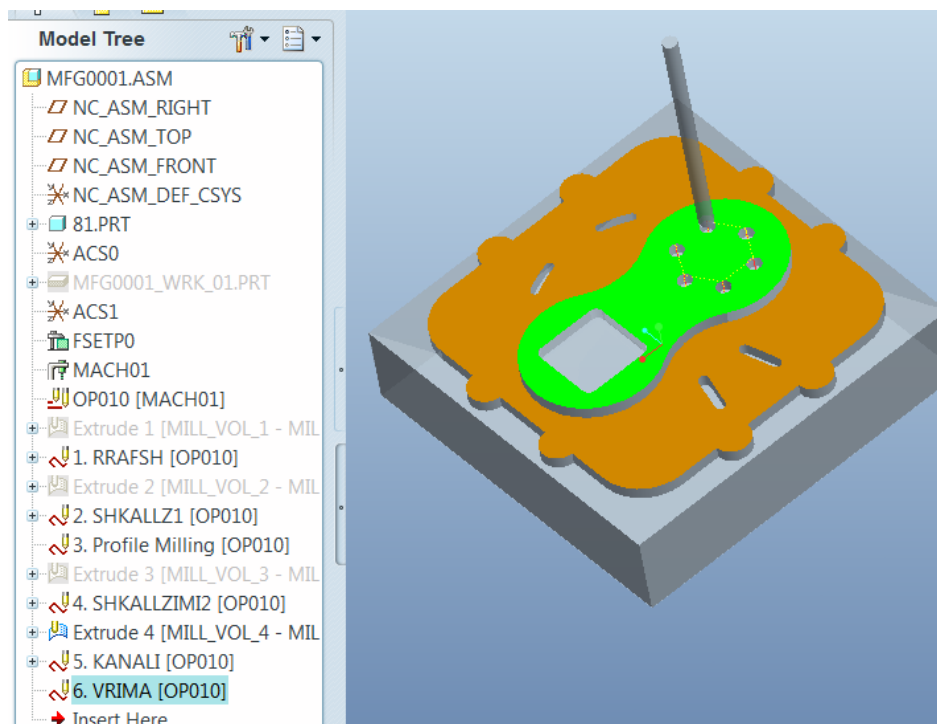 Model Tree
MFG0001.ASM
NC_ASM_RIGHT
NC_ASM_TOP
NC_ASM_FRONT
NC_ASM_DEF_CSYS
81.PRT
ACS0
MFG0001_WRK_01.PRT
ACS1
FSETP0
MACH01
OP010 [MACH01]
Extrude 1 [MILL_VOL_1 - MIL
1. RRAFSH [OP010]
Extrude 2 [MILL_VOL_2 - MIL
2. SHKALLZ1 [OP010]
3. Profile Milling [OP010]
Extrude 3 [MILL_VOL_3 - MIL
4. SHKALLZIMI2 [OP010]
Extrude 4 [MILL_VOL_4 - MIL
5. KANALI [OP010]
6. VRIMA [OP010]
Insert Here